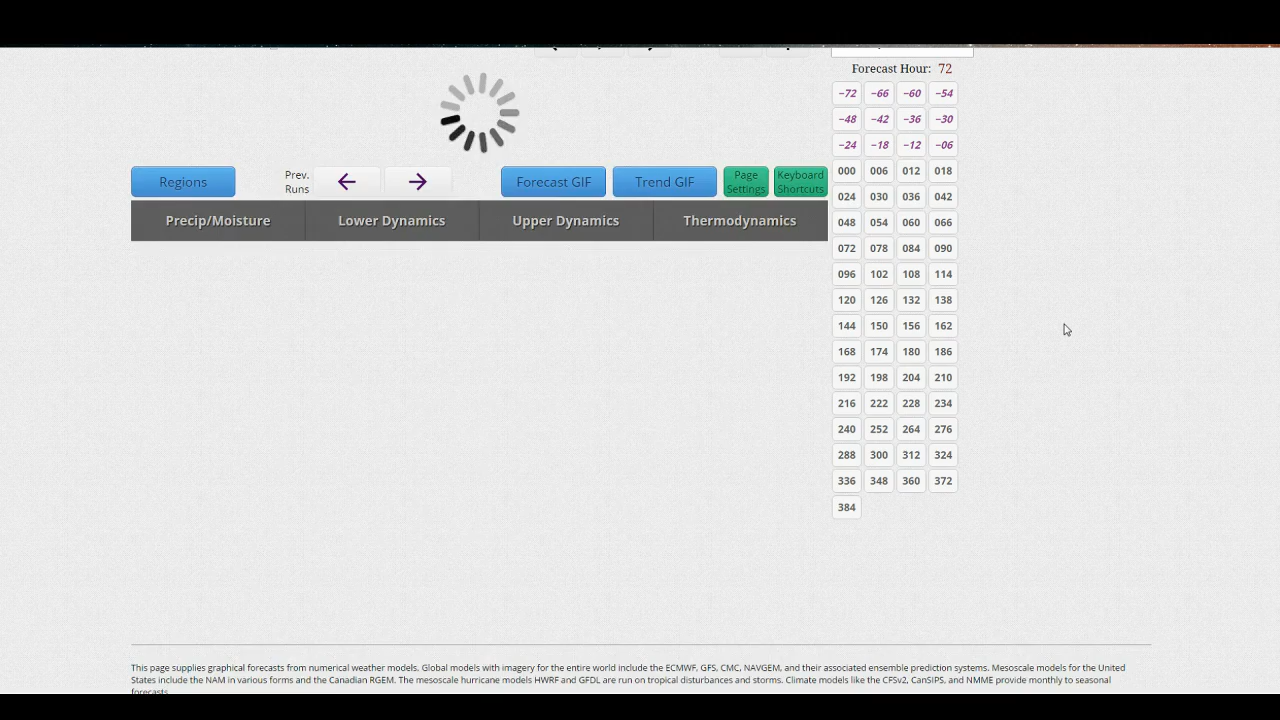 Forecast Hour: 72
−72 −66 −60 −54
−48 −42 −36 −30
−24 −18 −12 −06
000 006 012 018
024 030 036 042
048 054 060 066
072 078 084 090
096 102 108 114
120 126 132 138
144 150 156 162
168 174 180 186
192 198 204 210
216 222 228 234
240 252 264 276
288 300 312 324
336 348 360 372
384
Regions
Prev.
Runs
← →
Forecast GIF
Trend GIF
Page
Settings
Keyboard
Shortcuts
Precip/Moisture Lower Dynamics Upper Dynamics Thermodynamics
This page supplies graphical forecasts from numerical weather models. Global models with imagery for the entire world include the ECMWF, GFS, CMC, NAVGEM, and their associated ensemble prediction systems. Mesoscale models for the United
States include the NAM in various forms and the Canadian RGEM. The mesoscale hurricane models HWRF and GFDL are run on tropical disturbances and storms. Climate models like the CFSv2, CanSIPS, and NMME provide monthly to seasonal
forecasts.